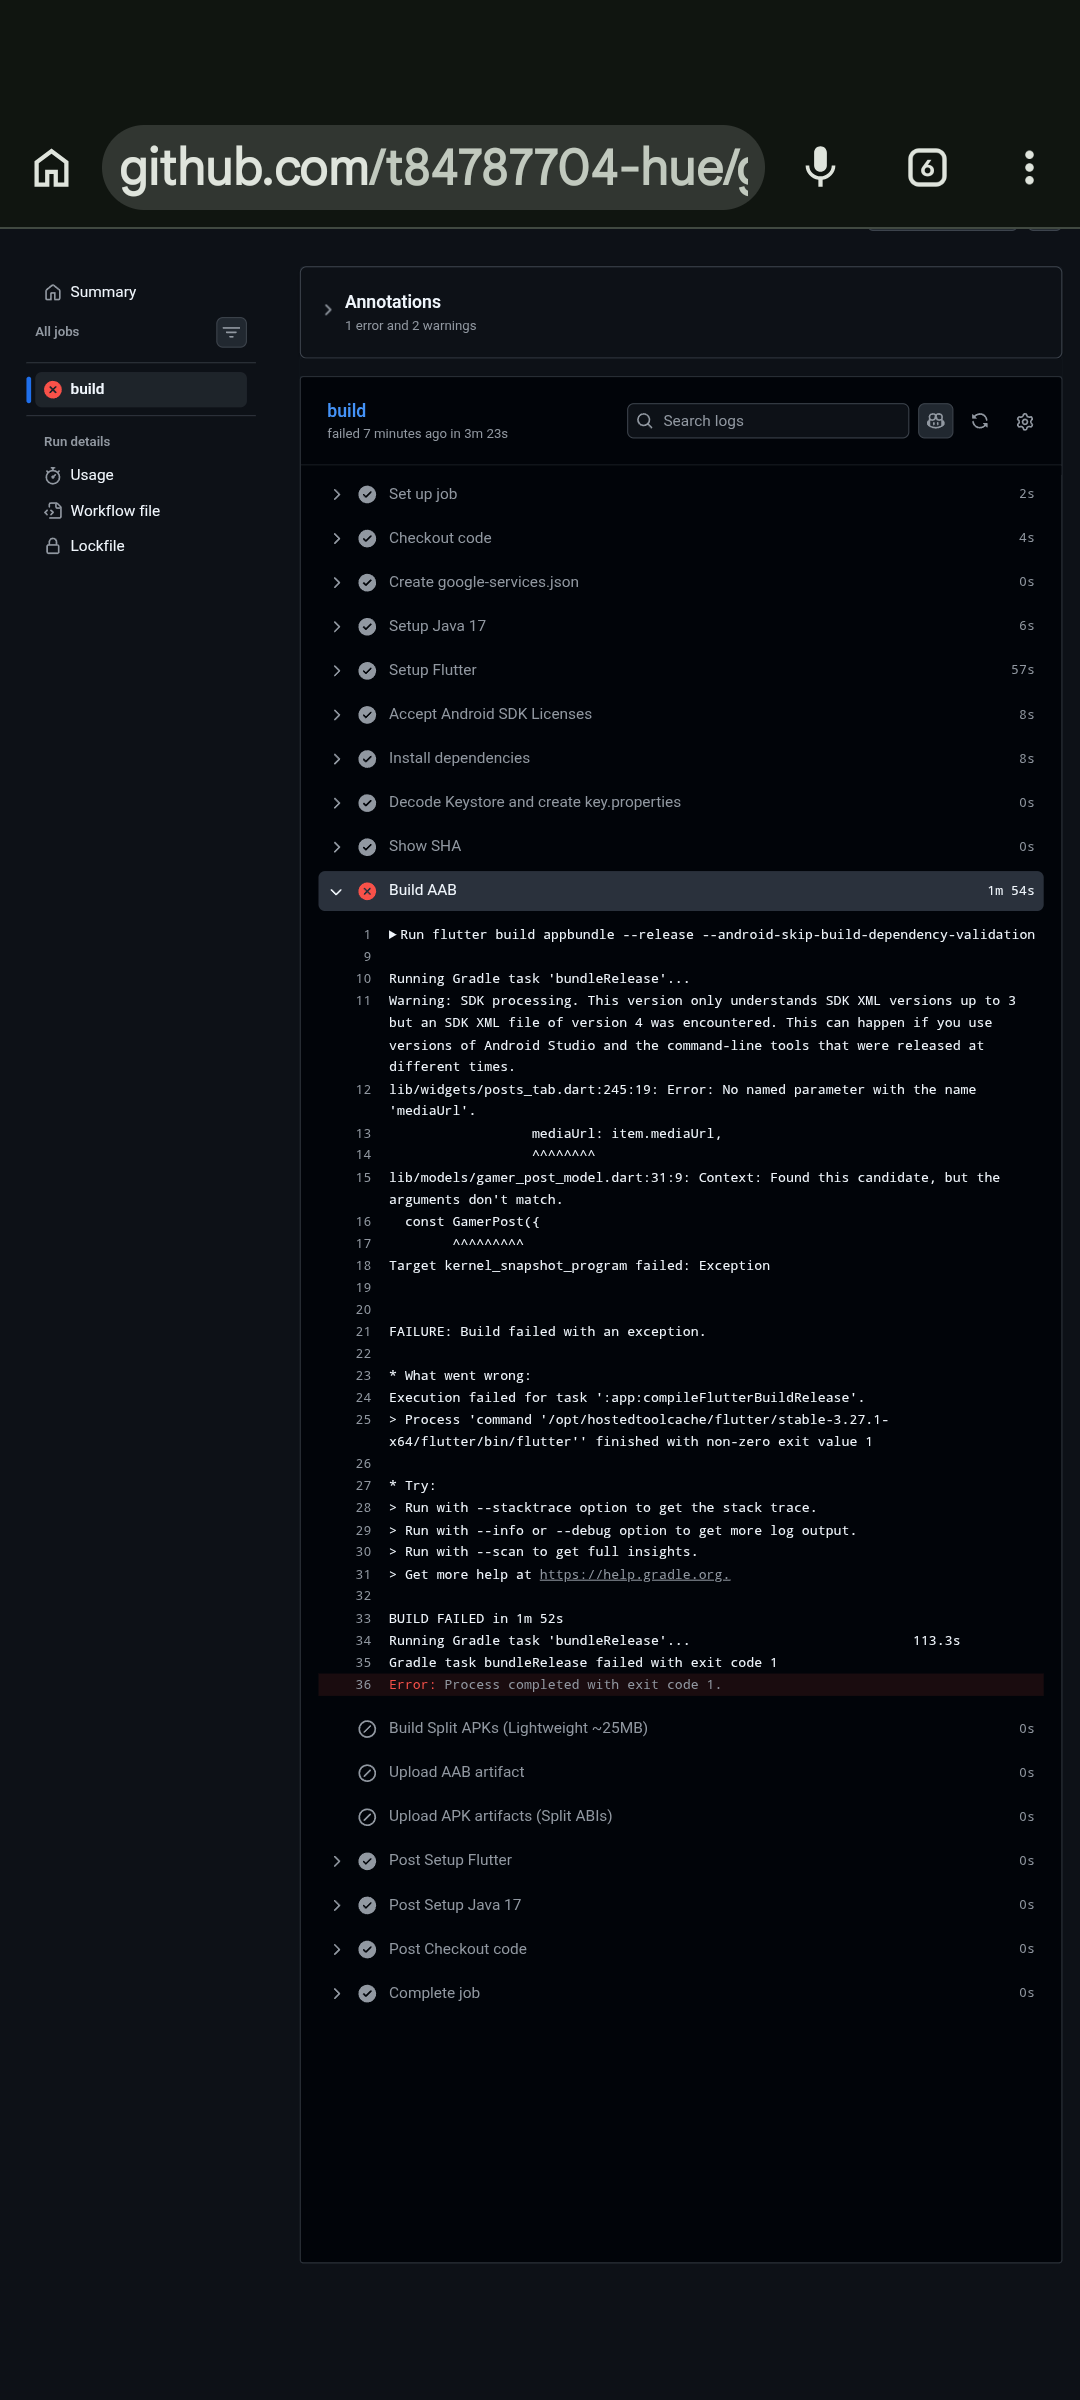 github.com/t84787704-hue/g
6
Summary
All jobs
build
Run details
Usage
Workflow file
Lockfile
Annotations
1 error and 2 warnings
build
failed 7 minutes ago in 3m 23s
Search logs
Set up job 2s
Checkout code 4s
Create google-services.json 0s
Setup Java 17 6s
Setup Flutter 57s
Accept Android SDK Licenses 8s
Install dependencies 8s
Decode Keystore and create key.properties 0s
Show SHA 0s
Build AAB 1m 54s
1 Run flutter build appbundle --release --android-skip-build-dependency-validation
9
10 Running Gradle task 'bundleRelease'...
11 Warning: SDK processing. This version only understands SDK XML versions up to 3
but an SDK XML file of version 4 was encountered. This can happen if you use
versions of Android Studio and the command-line tools that were released at
different times.
12 lib/widgets/posts_tab.dart:245:19: Error: No named parameter with the name
'mediaUrl'.
13 mediaUrl: item.mediaUrl,
14 ^^^^^^^^
15 lib/models/gamer_post_model.dart:31:9: Context: Found this candidate, but the
arguments don't match.
16 const GamerPost({
17 ^^^^^^^^^
18 Target kernel_snapshot_program failed: Exception
19
20
21 FAILURE: Build failed with an exception.
22
23 * What went wrong:
24 Execution failed for task ':app:compileFlutterBuildRelease'.
25 > Process 'command '/opt/hostedtoolcache/flutter/stable-3.27.1-
x64/flutter/bin/flutter'' finished with non-zero exit value 1
26
27 * Try:
28 > Run with --stacktrace option to get the stack trace.
29 > Run with --info or --debug option to get more log output.
30 > Run with --scan to get full insights.
31 > Get more help at https://help.gradle.org.
32
33 BUILD FAILED in 1m 52s
34 Running Gradle task 'bundleRelease'... 113.3s
35 Gradle task bundleRelease failed with exit code 1
36 Error: Process completed with exit code 1.
Build Split APKs (Lightweight ~25MB) 0s
Upload AAB artifact 0s
Upload APK artifacts (Split ABIs) 0s
Post Setup Flutter 0s
Post Setup Java 17 0s
Post Checkout code 0s
Complete job 0s